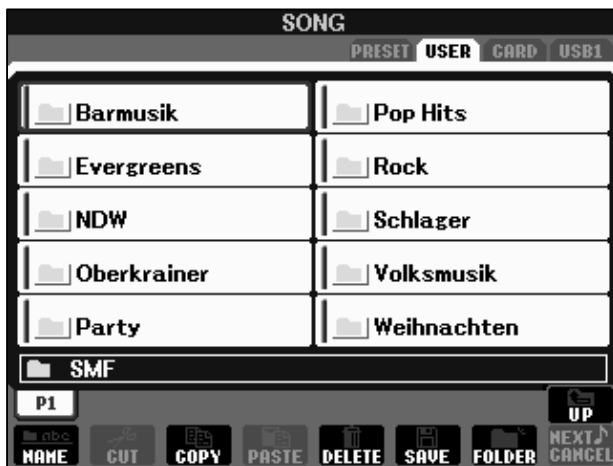 SONG
PRESET USER CARD USB1
Barmusik Pop Hits
Evergreens Rock
NDW Schlager
Oberkrainer Volksmusik
Party Weihnachten
SMF
P1
UP
abc
NAME CUT COPY PASTE DELETE SAVE FOLDER NEXT CANCEL